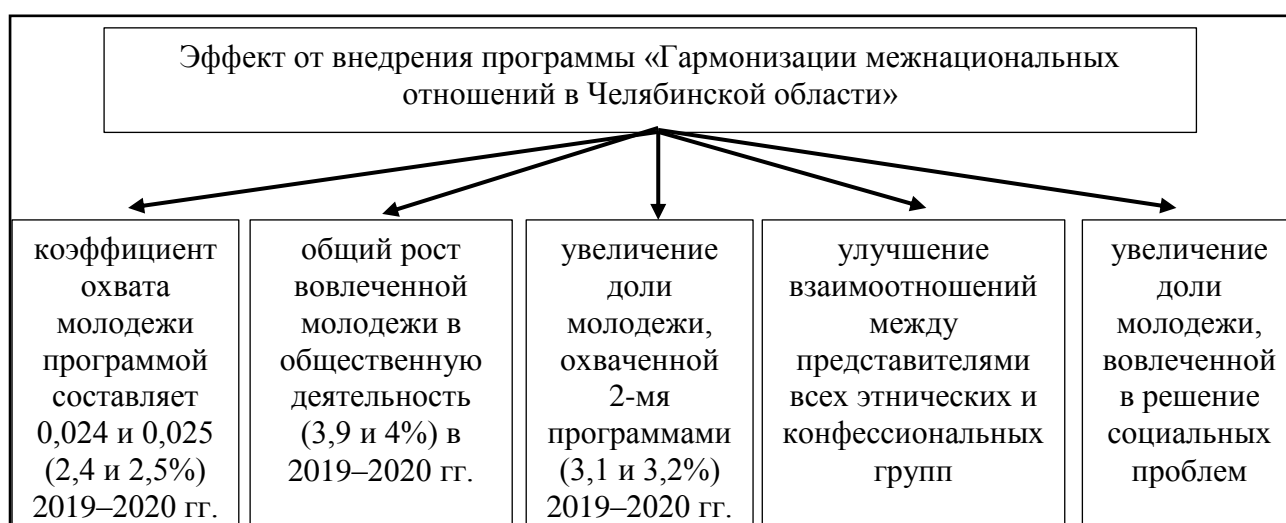 Эффект от внедрения программы «Гармонизации межнациональных
отношений в Челябинской области»
коэффициент
охвата
молодежи
программой
составляет
0,024 и 0,025
(2,4 и 2,5%)
2019–2020 гг.
общий рост
вовлеченной
молодежи в
общественную
деятельность
(3,9 и 4%) в
2019–2020 гг.
увеличение
доли
молодежи,
охваченной
2-мя
программами
(3,1 и 3,2%)
2019–2020 гг.
улучшение
взаимоотношений
между
представителями
всех этнических и
конфессиональных
групп
увеличение
доли
молодежи,
вовлеченной
в решение
социальных
проблем